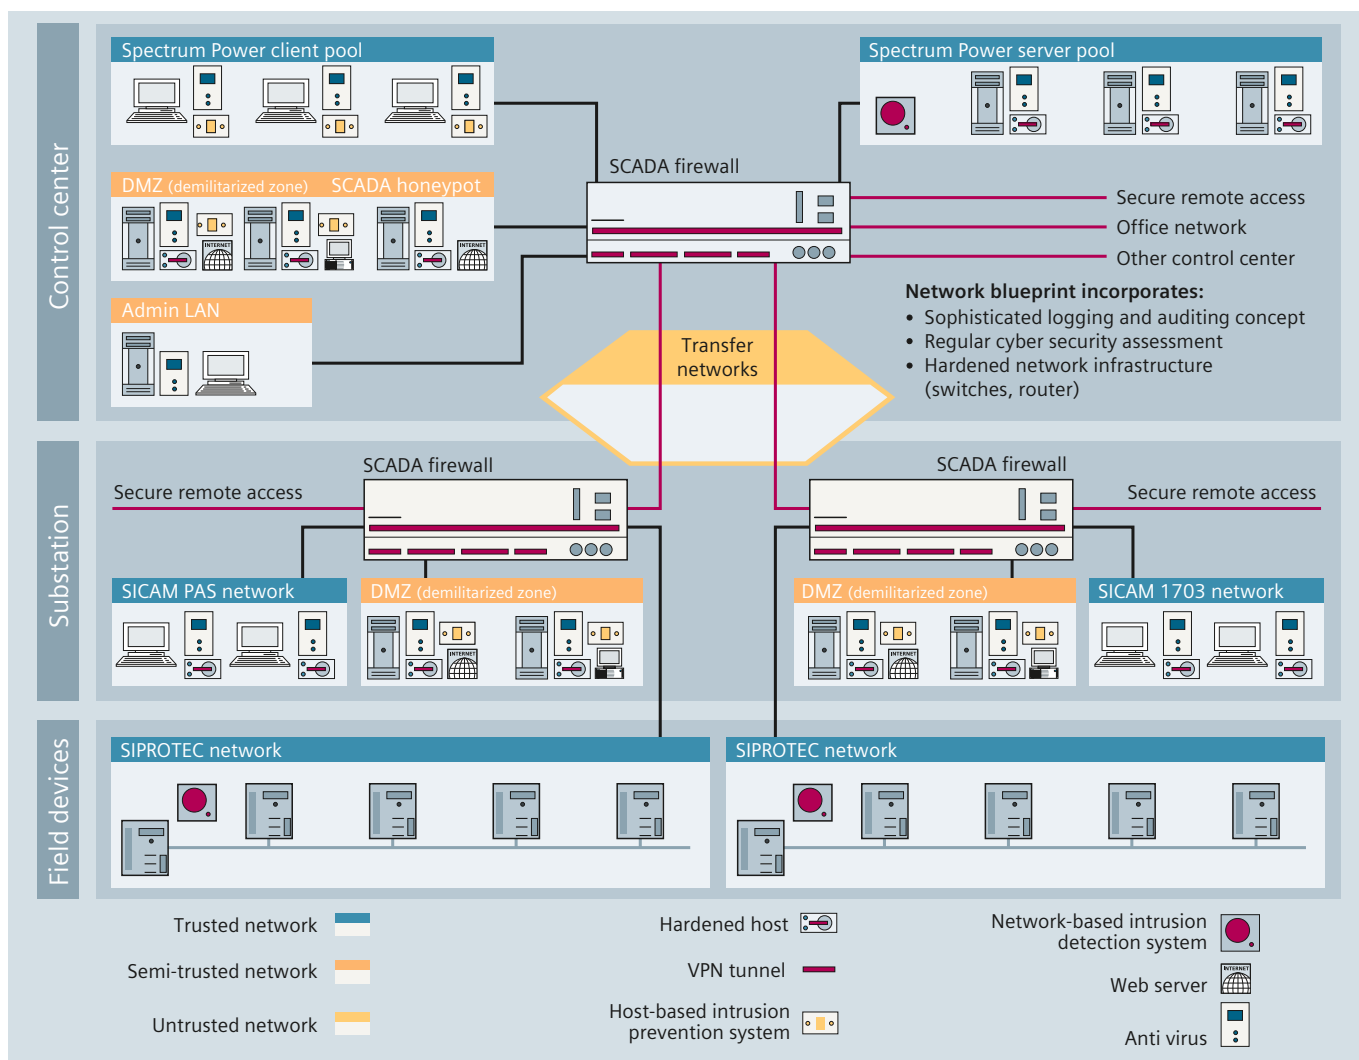 Control center
Spectrum Power client pool
Spectrum Power server pool
SCADA firewall
DMZ (demilitarized zone) SCADA honeypot
INTERNET
INTERNET
Secure remote access
Office network
Other control center
Admin LAN
Network blueprint incorporates:
• Sophisticated logging and auditing concept
• Regular cyber security assessment
• Hardened network infrastructure
(switches, router)
Transfer
networks
Substation
SCADA firewall
SCADA firewall
Secure remote access
Secure remote access
SICAM PAS network
DMZ (demilitarized zone)
INTERNET
DMZ (demilitarized zone)
INTERNET
SICAM 1703 network
Field devices
SIPROTEC network
SIPROTEC network
Trusted network
Semi-trusted network
Untrusted network
Hardened host
VPN tunnel
Host-based intrusion
prevention system
Network-based intrusion
detection system
Web server
INTERNET
Anti virus